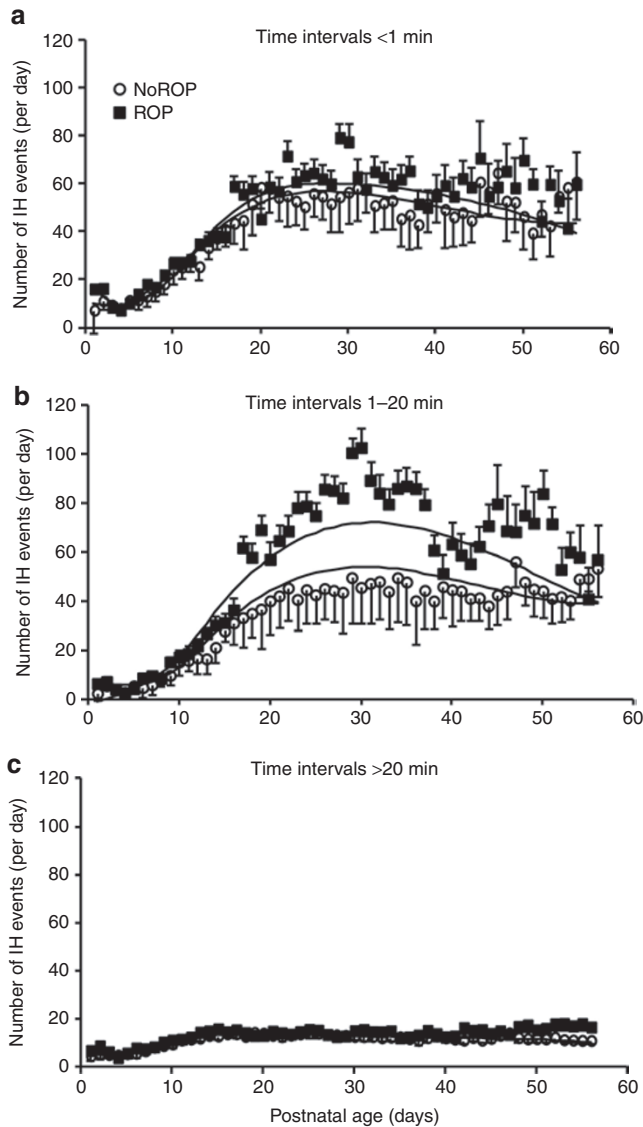 a
Time intervals <1 min
Number of IH events (per day)
120
100
80
60
40
20
0
NoROP
ROP
0 10 20 30 40 50 60
b
Time intervals 1–20 min
Number of IH events (per day)
120
100
80
60
40
20
0
0 10 20 30 40 50 60
c
Time intervals >20 min
Number of IH events (per day)
120
100
80
60
40
20
0
0 10 20 30 40 50 60
Postnatal age (days)